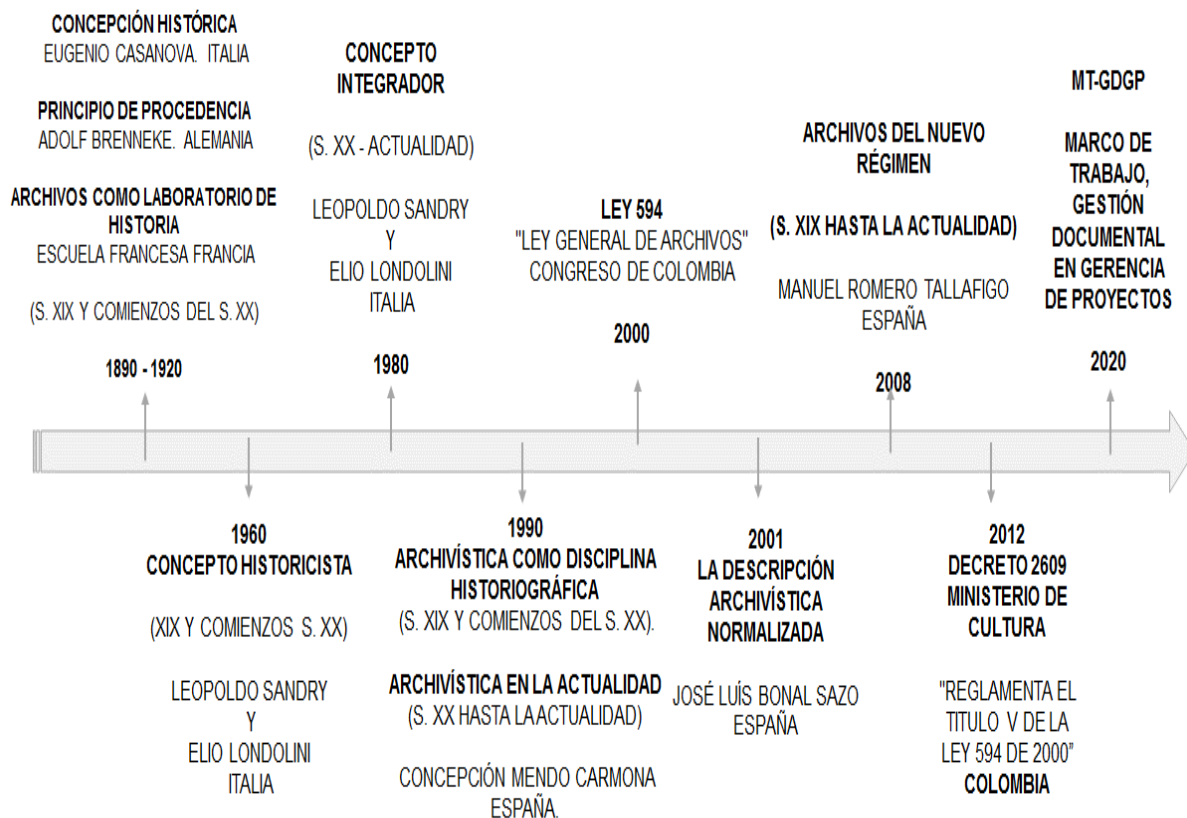 CONCEPCIÓN HISTÓRICA
EUGENIO CASANOVA. ITALIA
PRINCIPIO DE PROCEDENCIA
ADOLF BRENNEKE. ALEMANIA
ARCHIVOS COMO LABORATORIO DE
HISTORIA
ESCUELA FRANCESA FRANCIA
(S. XIX Y COMIENZOS DEL S. XX)
1890 - 1920
CONCEPTO
INTEGRADOR
(S. XX - ACTUALIDAD)
LEOPOLDO SANDRY
Y
ELIO LONDOLINI
ITALIA
1980
LEY 594
"LEY GENERAL DE ARCHIVOS"
CONGRESO DE COLOMBIA
2000
ARCHIVOS DEL NUEVO
RÉGIMEN
(S. XIX HASTA LA ACTUALIDAD)
MANUEL ROMERO TALLAFIGO
ESPAÑA
2008
MT-GDGP
MARCO DE
TRABAJO,
GESTIÓN
DOCUMENTAL
EN GERENCIA
DE PROYECTOS
2020
1960
CONCEPTO HISTORICISTA
(XIX Y COMIENZOS S. XX)
LEOPOLDO SANDRY
Y
ELIO LONDOLINI
ITALIA
1990
ARCHIVÍSTICA COMO DISCIPLINA
HISTORIOGRÁFICA
(S. XIX Y COMIENZOS DEL S. XX).
ARCHIVÍSTICA EN LA ACTUALIDAD
(S. XX HASTA LA ACTUALIDAD)
CONCEPCIÓN MENDO CARMONA
ESPAÑA.
2001
LA DESCRIPCIÓN
ARCHIVÍSTICA
NORMALIZADA
JOSÉ LUÍS BONAL SAZO
ESPAÑA
2012
DECRETO 2609
MINISTERIO DE
CULTURA
"REGLAMENTA EL
TITULO V DE LA
LEY 594 DE 2000"
COLOMBIA